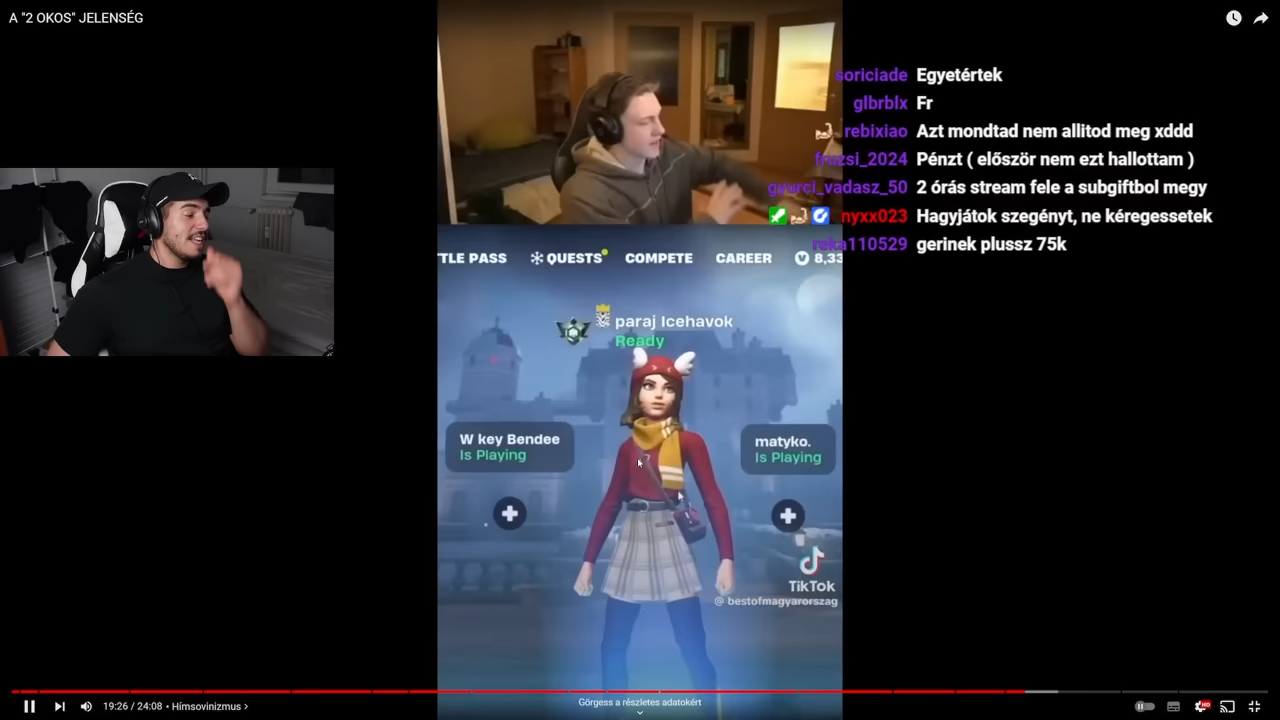 A "2 OKOS" JELENSÉG
soriciade Egyetértek
glbrblx Fr
rebixiao Azt mondtad nem allitod meg xddd
fruzsi_2024 Pénzt ( először nem ezt hallottam )
gyurci_vadasz_50 2 órás stream fele a subgiftbol megy
nyxx023 Hagyjátok szegényt, ne kéregessetek
reka110529 gerinek plussz 75k
TLE PASS QUESTS COMPETE CAREER 8,33
paraj Icehavok
Ready
W key Bendee
Is Playing
matyko.
Is Playing
TikTok
@ bestofmagyarorszag
Görgess a részletes adatokért
19:26 / 24:08 • Hímsovinizmus >
HD